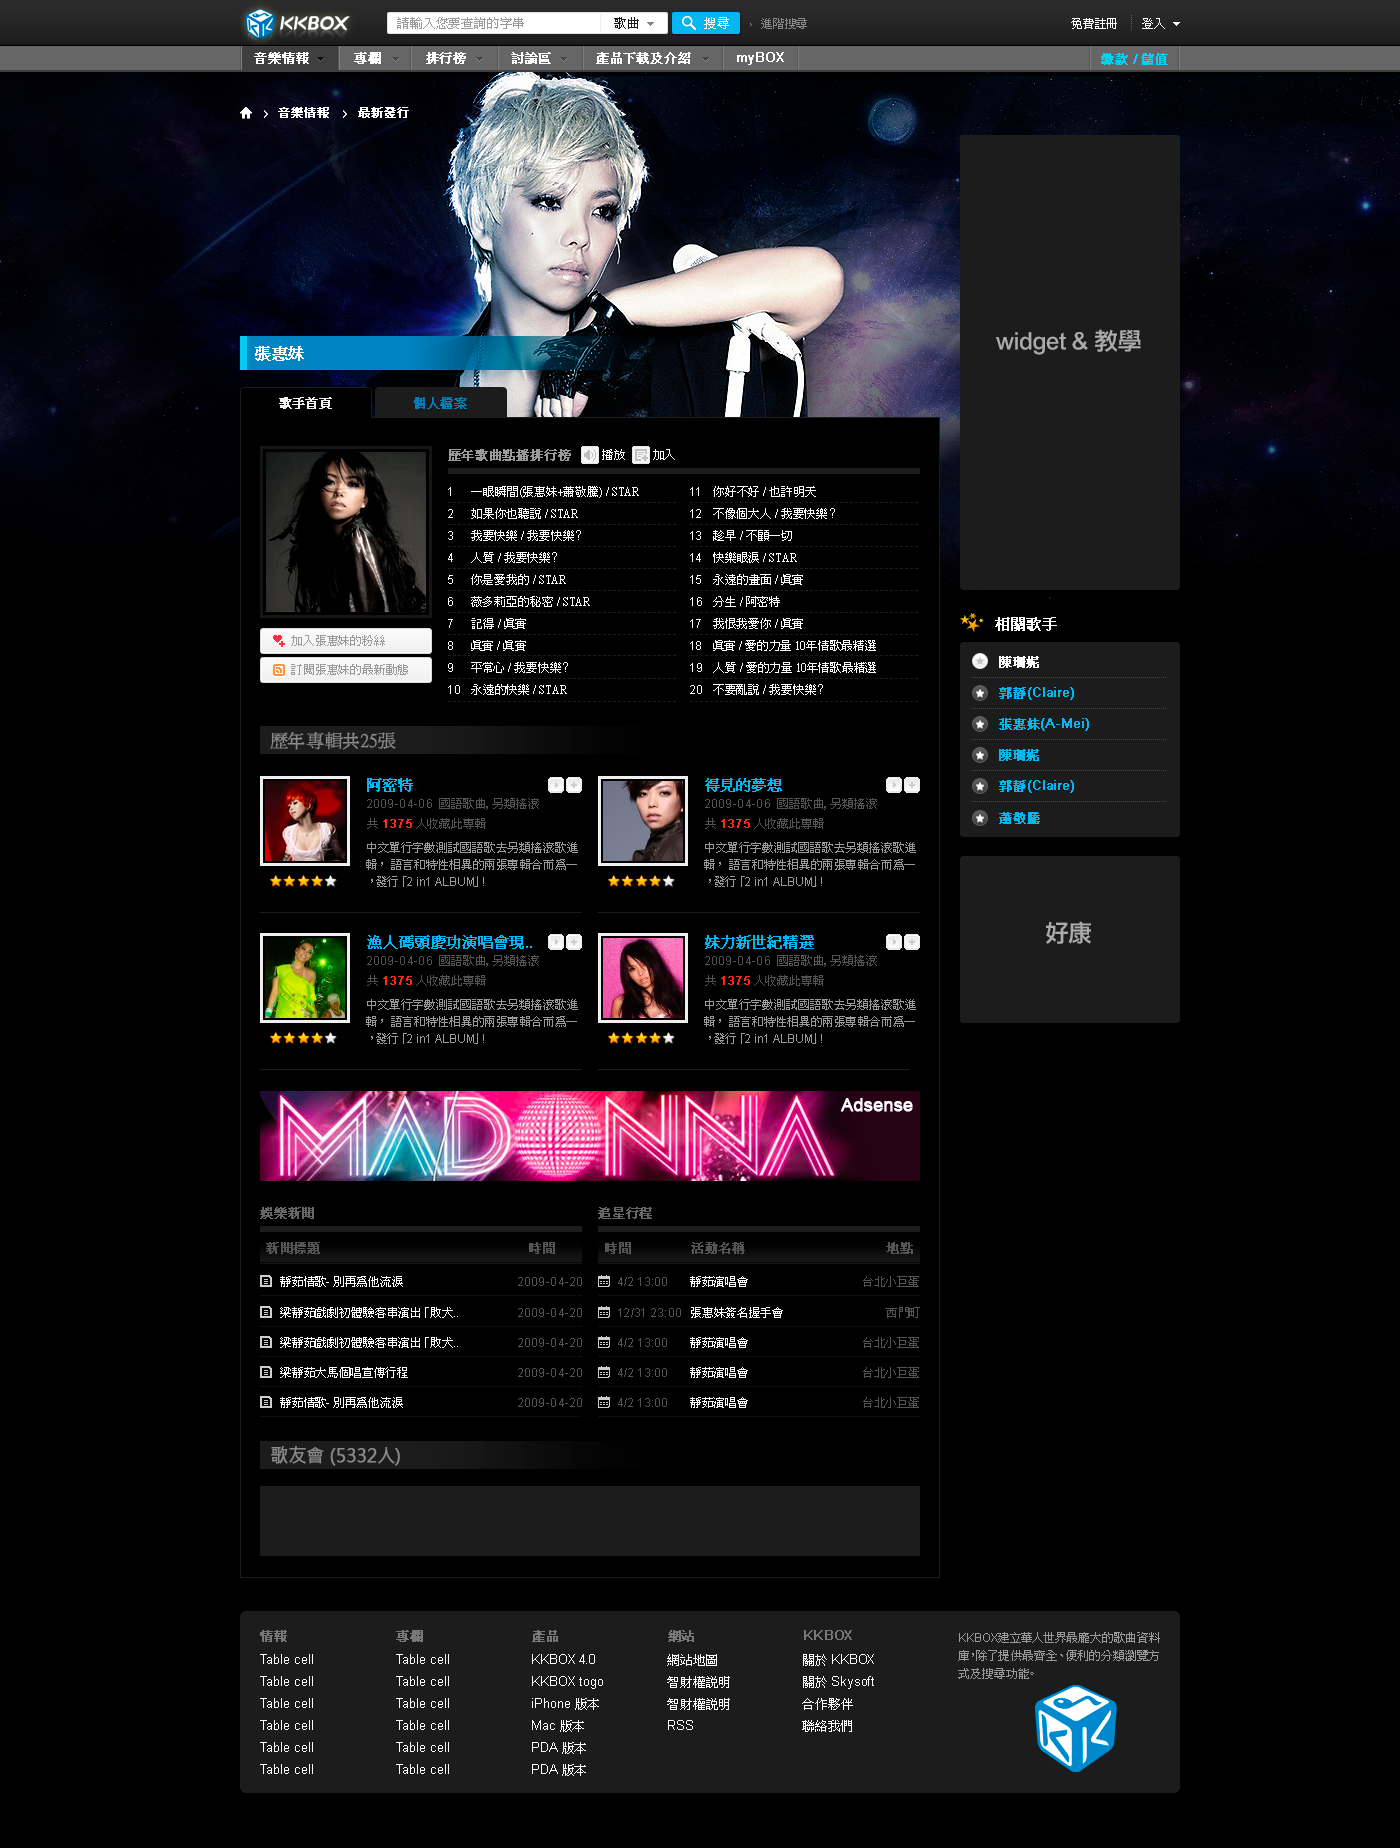 KKBOX 請輸入您要查詢的字串 歌曲 搜尋 進階搜尋 免費註冊 登入
音樂情報 專欄 排行榜 討論區 產品下載及介紹 myBOX 繳款 / 儲值
音樂情報 最新發行
張惠妹
歌手首頁 個人檔案
歷年歌曲點播排行榜 播放 加入
1 一眼瞬間(張惠妹+蕭敬騰) / STAR
2 如果你也聽說 / STAR
3 我要快樂 / 我要快樂?
4 人質 / 我要快樂?
5 你是愛我的 / STAR
6 薇多莉亞的秘密 / STAR
7 記得 / 真實
8 真實 / 真實
9 平常心 / 我要快樂?
10 永遠的快樂 / STAR
11 你好不好 / 也許明天
12 不像個大人 / 我要快樂?
13 趁早 / 不顧一切
14 快樂眼淚 / STAR
15 永遠的畫面 / 真實
16 分生 / 阿密特
17 我恨我愛你 / 真實
18 真實 / 愛的力量 10年情歌最精選
19 人質 / 愛的力量 10年情歌最精選
20 不要亂說 / 我要快樂?
加入張惠妹的粉絲
訂閱張惠妹的最新動態
歷年專輯共25張
阿密特
2009-04-06 國語歌曲, 另類搖滾
共 1375 人收藏此專輯
中文單行字數測試國語歌去另類搖滾歌進
輯， 語言和特性相異的兩張專輯合而為一
，發行「2 in1 ALBUM」!
得見的夢想
2009-04-06 國語歌曲, 另類搖滾
共 1375 人收藏此專輯
中文單行字數測試國語歌去另類搖滾歌進
輯， 語言和特性相異的兩張專輯合而為一
，發行「2 in1 ALBUM」!
漁人碼頭慶功演唱會現..
2009-04-06 國語歌曲, 另類搖滾
共 1375 人收藏此專輯
中文單行字數測試國語歌去另類搖滾歌進
輯， 語言和特性相異的兩張專輯合而為一
，發行「2 in1 ALBUM」!
妹力新世紀精選
2009-04-06 國語歌曲, 另類搖滾
共 1375 人收藏此專輯
中文單行字數測試國語歌去另類搖滾歌進
輯， 語言和特性相異的兩張專輯合而為一
，發行「2 in1 ALBUM」!
MADONNA Adsense
娛樂新聞
新聞標題 時間
靜茹情歌- 別再為他流淚 2009-04-20
梁靜茹戲劇初體驗客串演出「敗犬.. 2009-04-20
梁靜茹戲劇初體驗客串演出「敗犬.. 2009-04-20
梁靜茹大馬個唱宣傳行程 2009-04-20
靜茹情歌- 別再為他流淚 2009-04-20
追星行程
時間 活動名稱 地點
4/2 13:00 靜茹演唱會 台北小巨蛋
12/31 23:00 張惠妹簽名握手會 西門町
4/2 13:00 靜茹演唱會 台北小巨蛋
4/2 13:00 靜茹演唱會 台北小巨蛋
4/2 13:00 靜茹演唱會 台北小巨蛋
歌友會 (5332人)
widget & 教學
相關歌手
陳珊妮
郭靜(Claire)
張惠妹(A-Mei)
陳珊妮
郭靜(Claire)
蕭敬騰
好康
情報
Table cell
Table cell
Table cell
Table cell
Table cell
Table cell
專欄
Table cell
Table cell
Table cell
Table cell
Table cell
Table cell
產品
KKBOX 4.0
KKBOX togo
iPhone 版本
Mac 版本
PDA 版本
PDA 版本
網站
網站地圖
智財權說明
智財權說明
RSS
KKBOX
關於 KKBOX
關於 Skysoft
合作夥伴
聯絡我們
KKBOX建立華人世界最龐大的歌曲資料
庫，除了提供最齊全、便利的分類瀏覽方
式及搜尋功能。